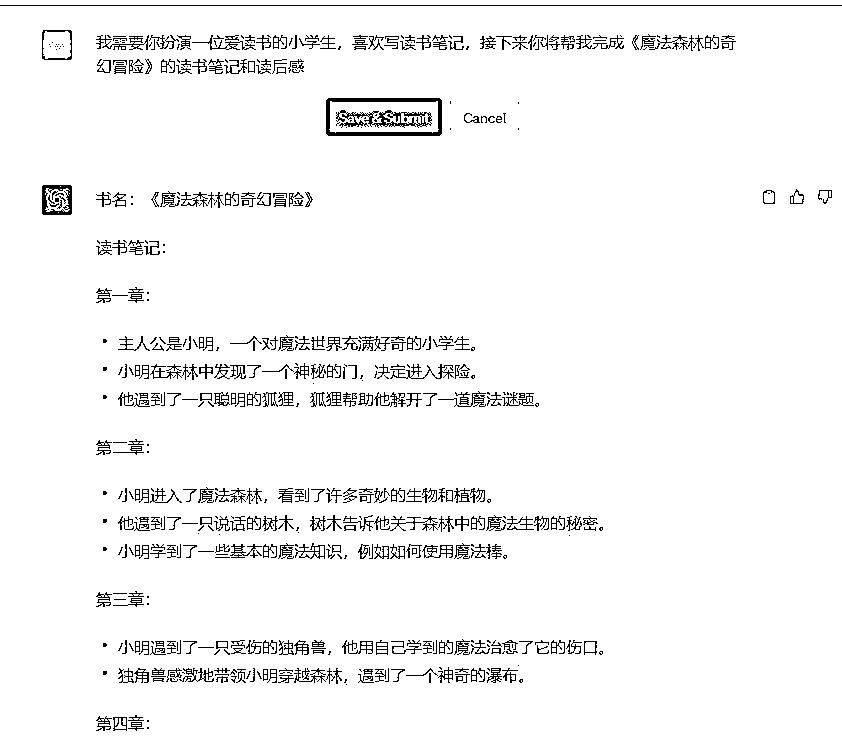 我需要你扮演一位爱读书的小学生，喜欢写读书笔记，接下来你将帮我完成《魔法森林的奇
幻冒险》的读书笔记和读后感
Save & Submit Cancel
书名：《魔法森林的奇幻冒险》
读书笔记：
第一章：
• 主人公是小明，一个对魔法世界充满好奇的小学生。
• 小明在森林中发现了一个神秘的门，决定进入探险。
• 他遇到了一只聪明的狐狸，狐狸帮助他解开了一道魔法谜题。
第二章：
• 小明进入了魔法森林，看到了许多奇妙的生物和植物。
• 他遇到了一只说话的树木，树木告诉他关于森林中的魔法生物的秘密。
• 小明学到了一些基本的魔法知识，例如如何使用魔法棒。
第三章：
• 小明遇到了一只受伤的独角兽，他用自己学到的魔法治愈了它的伤口。
• 独角兽感激地带领小明穿越森林，遇到了一个神奇的瀑布。
第四章：